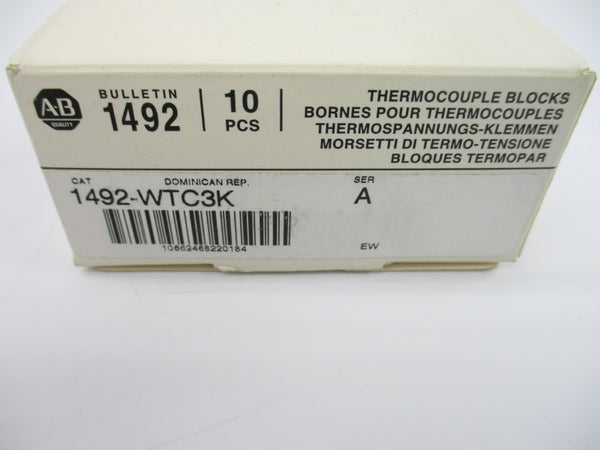 A-B
QUALITY
BULLETIN
1492
10
PCS
THERMOCOUPLE BLOCKS
BORNES POUR THERMOCOUPLES
THERMOSPANNUNGS-KLEMMEN
MORSETTI DI TERMO-TENSIONE
BLOQUES TERMOPAR
CAT DOMINICAN REP. SER
1492-WTC3K A
10662468220184 EW